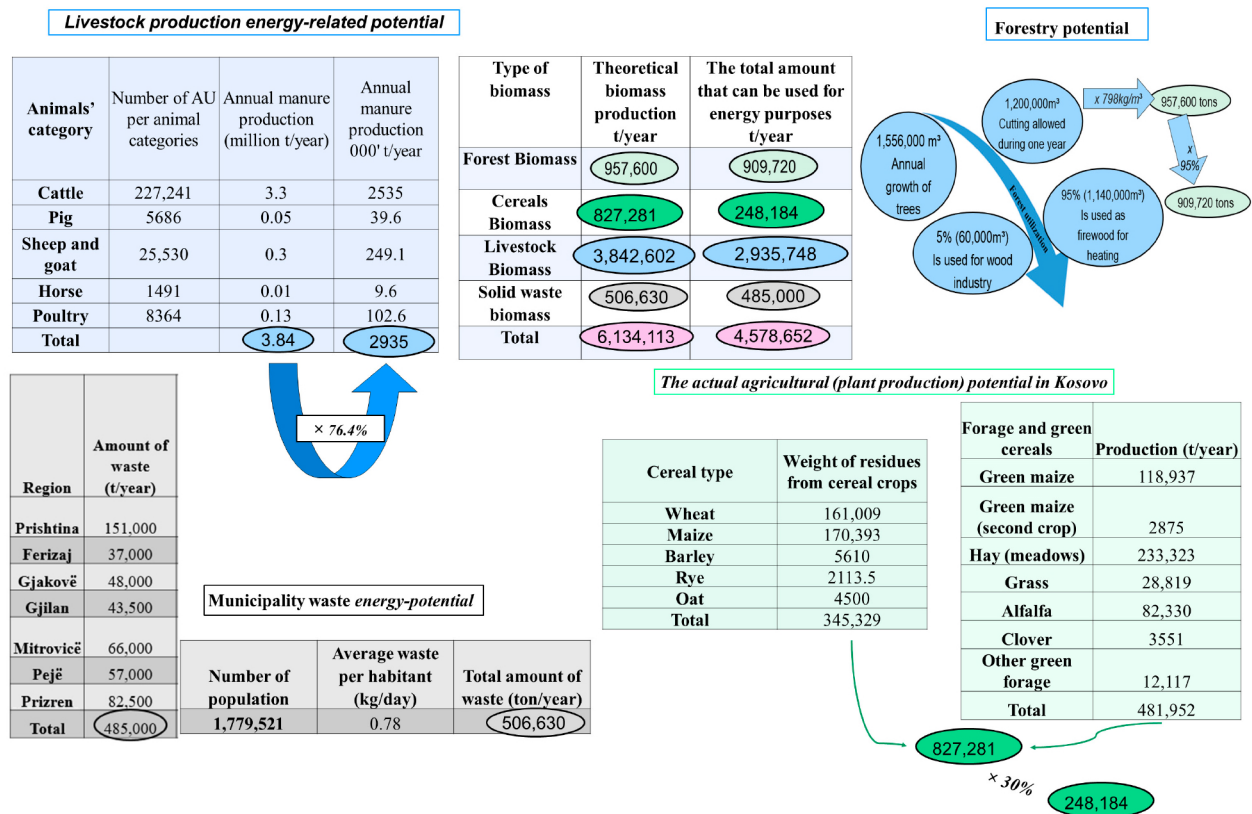 Livestock production energy-related potential
Animals’ category | Number of AU per animal categories | Annual manure production (million t/year) | Annual manure production 000' t/year
Cattle | 227,241 | 3.3 | 2535
Pig | 5686 | 0.05 | 39.6
Sheep and goat | 25,530 | 0.3 | 249.1
Horse | 1491 | 0.01 | 9.6
Poultry | 8364 | 0.13 | 102.6
Total | 3.84 | 2935
× 76.4%
Type of biomass | Theoretical biomass production t/year | The total amount that can be used for energy purposes t/year
Forest Biomass | 957,600 | 909,720
Cereals Biomass | 827,281 | 248,184
Livestock Biomass | 3,842,602 | 2,935,748
Solid waste biomass | 506,630 | 485,000
Total | 6,134,113 | 4,578,652
Forestry potential
1,556,000 m³
Annual
growth of
trees
1,200,000m³
Cutting allowed
during one year
x 798kg/m³
957,600 tons
x
95%
909,720 tons
Forest utilization
95% (1,140,000m³)
Is used as
firewood for
heating
5% (60,000m³)
Is used for wood
industry
Region | Amount of waste (t/year)
Prishtina | 151,000
Ferizaj | 37,000
Gjakovë | 48,000
Gjilan | 43,500
Mitrovicë | 66,000
Pejë | 57,000
Prizren | 82,500
Total | 485,000
Municipality waste energy-potential
Number of population | Average waste per habitant (kg/day) | Total amount of waste (ton/year)
1,779,521 | 0.78 | 506,630
The actual agricultural (plant production) potential in Kosovo
Cereal type | Weight of residues from cereal crops
Wheat | 161,009
Maize | 170,393
Barley | 5610
Rye | 2113.5
Oat | 4500
Total | 345,329
Forage and green cereals | Production (t/year)
Green maize | 118,937
Green maize (second crop) | 2875
Hay (meadows) | 233,323
Grass | 28,819
Alfalfa | 82,330
Clover | 3551
Other green forage | 12,117
Total | 481,952
827,281
× 30%
248,184